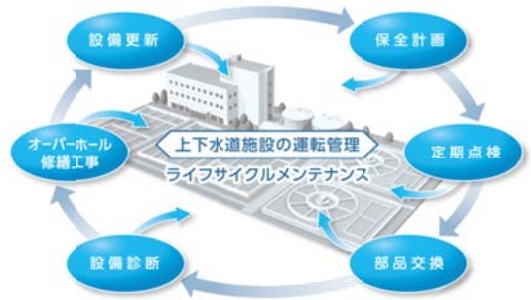 設備更新
保全計画
オーバーホール
修繕工事
上下水道施設の運転管理
ライフサイクルメンテナンス
定期点検
設備診断
部品交換